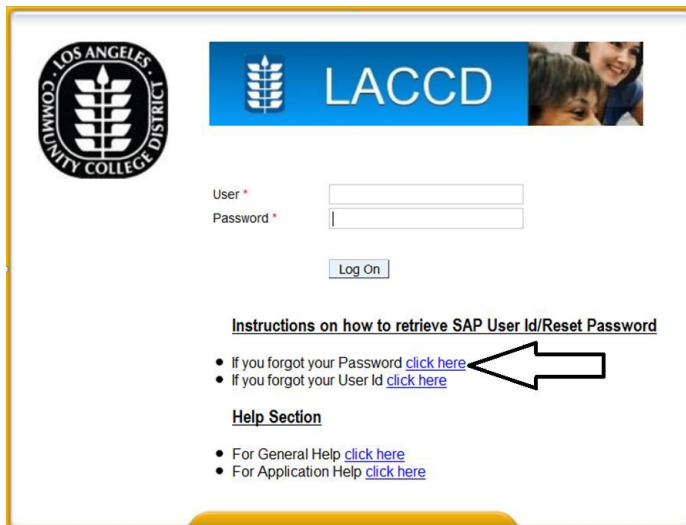 LOS ANGELES
COMMUNITY COLLEGE DISTRICT
LACCD
User *
Password *
Log On
Instructions on how to retrieve SAP User Id/Reset Password
If you forgot your Password click here
If you forgot your User Id click here
Help Section
For General Help click here
For Application Help click here